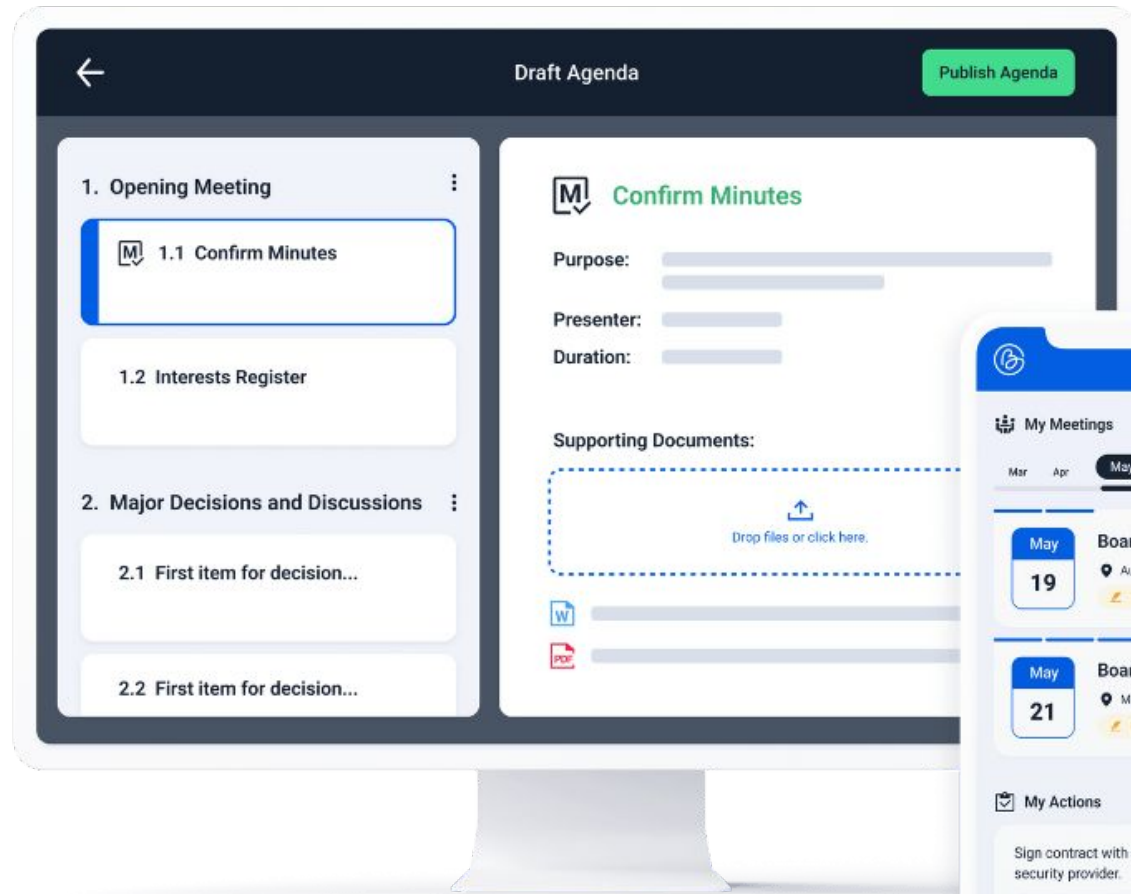 Draft Agenda
Publish Agenda
1. Opening Meeting
1.1 Confirm Minutes
1.2 Interests Register
2. Major Decisions and Discussions
2.1 First item for decision...
2.2 First item for decision...
M Confirm Minutes
Purpose:
Presenter:
Duration:
Supporting Documents:
Drop files or click here.
W
PDF
My Meetings
Mar Apr May
May
19
May
21
My Actions
Sign contract with
security provider.